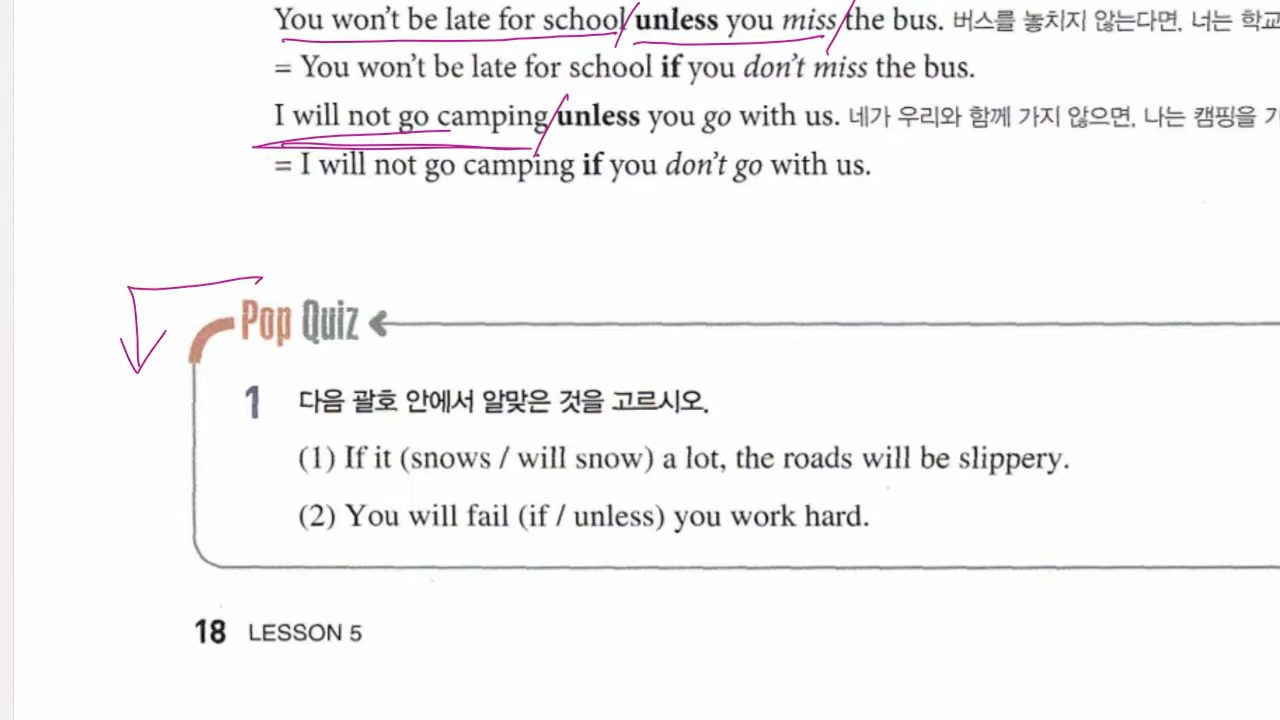 You won't be late for school unless you miss the bus. 버스를 놓치지 않는다면, 너는 학교
= You won't be late for school if you don't miss the bus.
I will not go camping unless you go with us. 네가 우리와 함께 가지 않으면, 나는 캠핑을
= I will not go camping if you don't go with us.
Pop Quiz
1 다음 괄호 안에서 알맞은 것을 고르시오.
(1) If it (snows / will snow) a lot, the roads will be slippery.
(2) You will fail (if / unless) you work hard.
18 LESSON 5